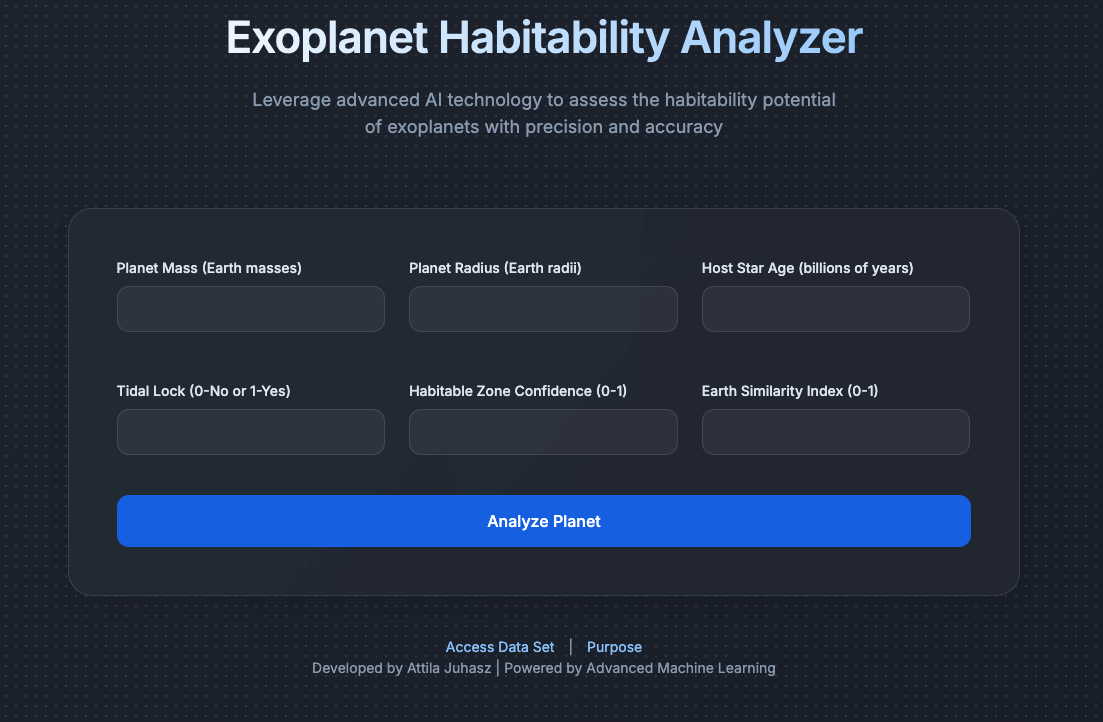 Exoplanet Habitability Analyzer
Leverage advanced AI technology to assess the habitability potential
of exoplanets with precision and accuracy
Planet Mass (Earth masses)
Planet Radius (Earth radii)
Host Star Age (billions of years)
Tidal Lock (0-No or 1-Yes)
Habitable Zone Confidence (0-1)
Earth Similarity Index (0-1)
Analyze Planet
Access Data Set | Purpose
Developed by Attila Juhasz | Powered by Advanced Machine Learning